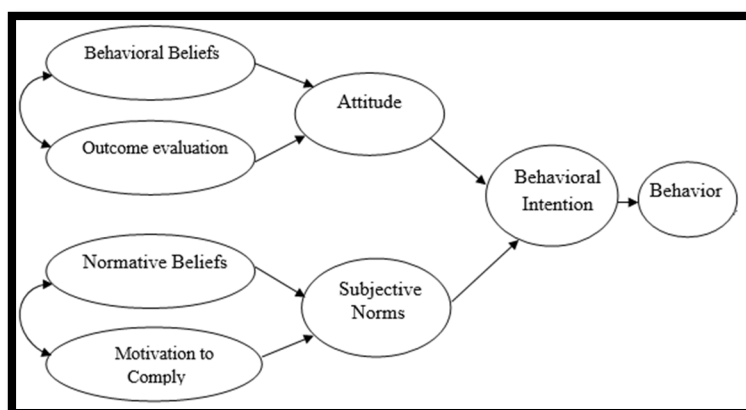 Behavioral Beliefs
Outcome evaluation
Attitude
Behavioral
Intention
Behavior
Normative Beliefs
Motivation to
Comply
Subjective
Norms